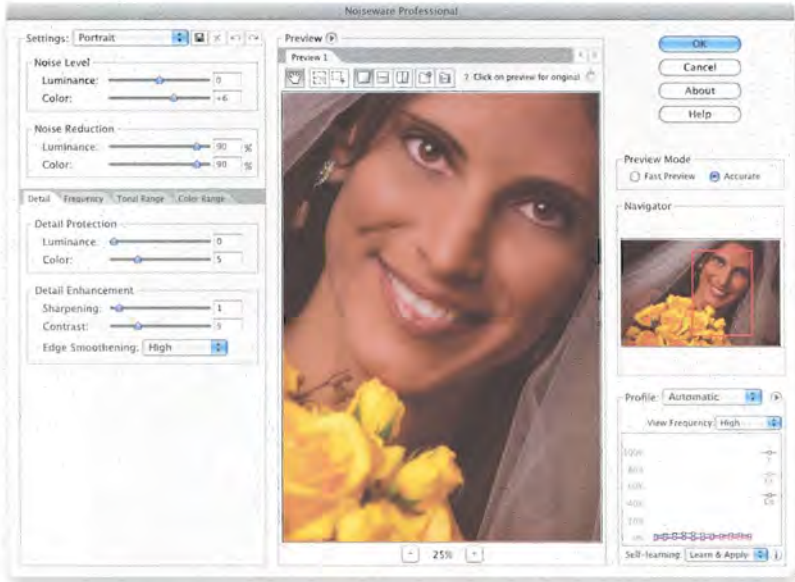 Noiseware Professional
Settings: Portrait
Noise Level
Luminance: 0
Color: +6
Noise Reduction
Luminance: 90 %
Color: 90 %
Detail Frequency Tonal Range Color Range
Detail Protection
Luminance: 0
Color: 5
Detail Enhancement
Sharpening: 1
Contrast: 5
Edge Smoothening: High
Preview
Preview 1
? Click on preview for original
- 25% +
OK
Cancel
About
Help
Preview Mode
Fast Preview Accurate
Navigator
Profile: Automatic
View Frequency: High
100%
80%
60%
40%
20%
0%
Y
Cr
Cb
Self-learning: Learn & Apply